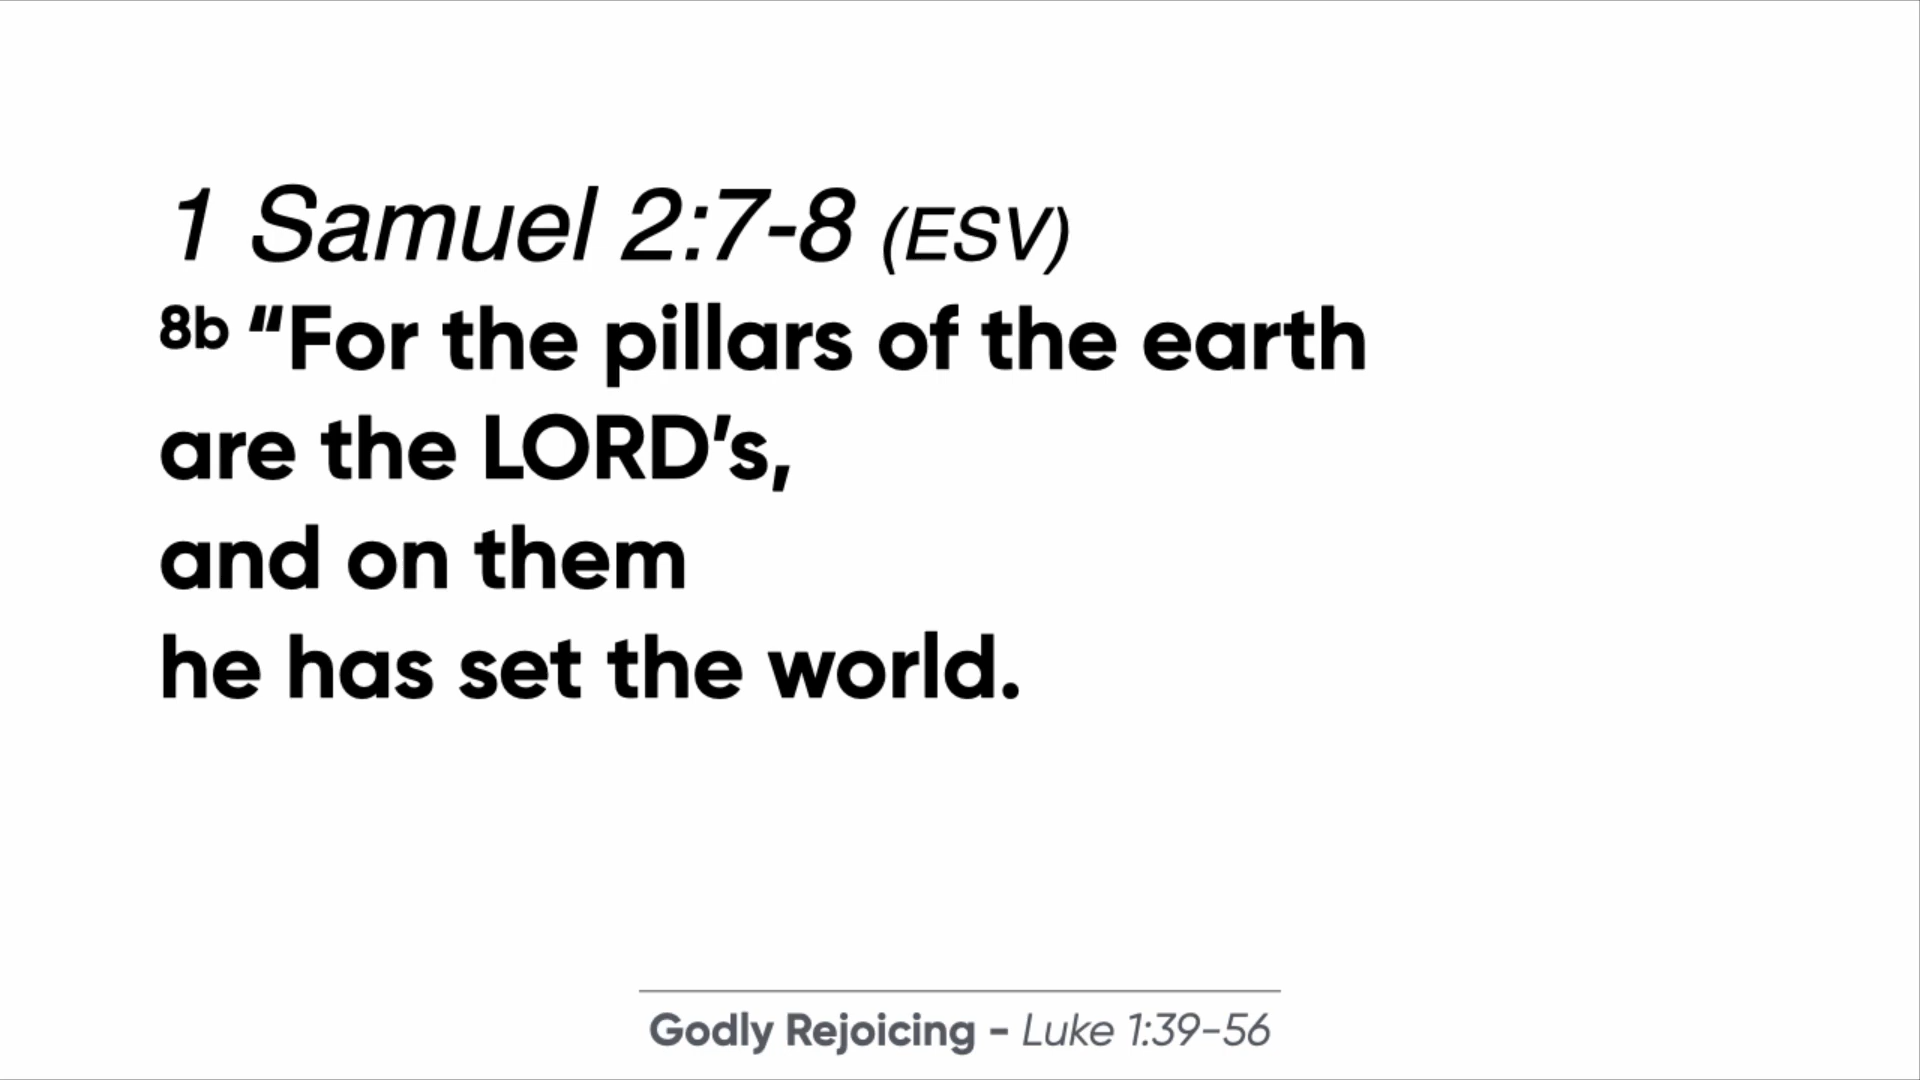 1 Samuel 2:7-8 (ESV)
8b “For the pillars of the earth
are the LORD’s,
and on them
he has set the world.
Godly Rejoicing – Luke 1:39–56